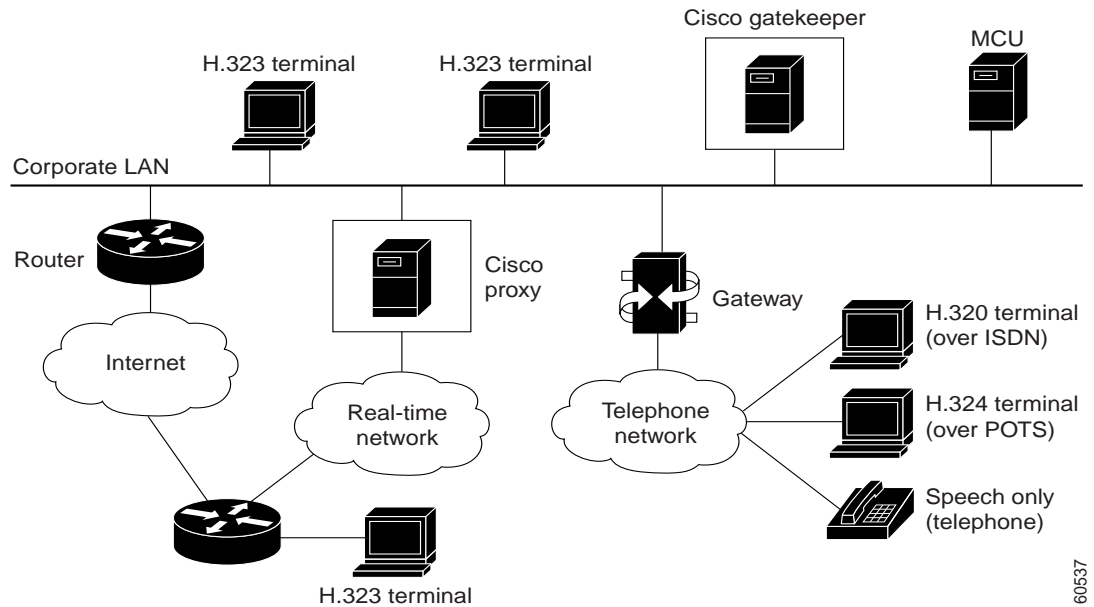 Cisco gatekeeper
MCU
H.323 terminal
H.323 terminal
Corporate LAN
Router
Cisco
proxy
Gateway
H.320 terminal
(over ISDN)
Internet
Real-time
network
Telephone
network
H.324 terminal
(over POTS)
Speech only
(telephone)
H.323 terminal
60537